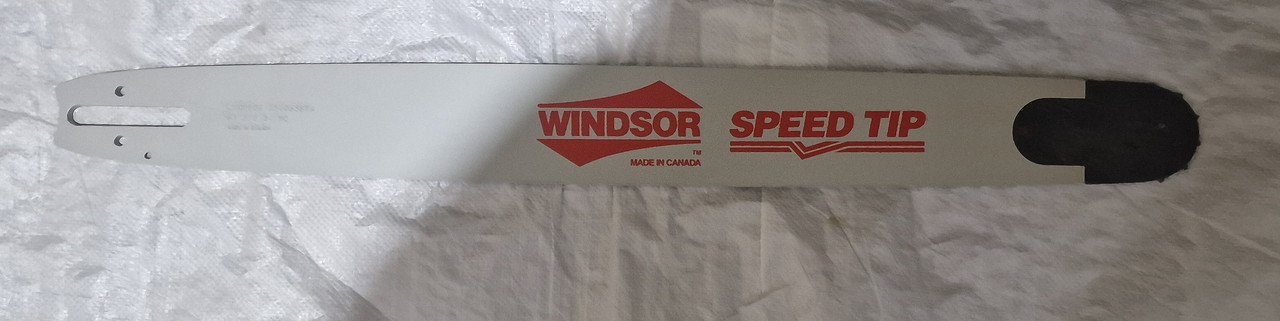 WINDSOR
TM
MADE IN CANADA
SPEED TIP